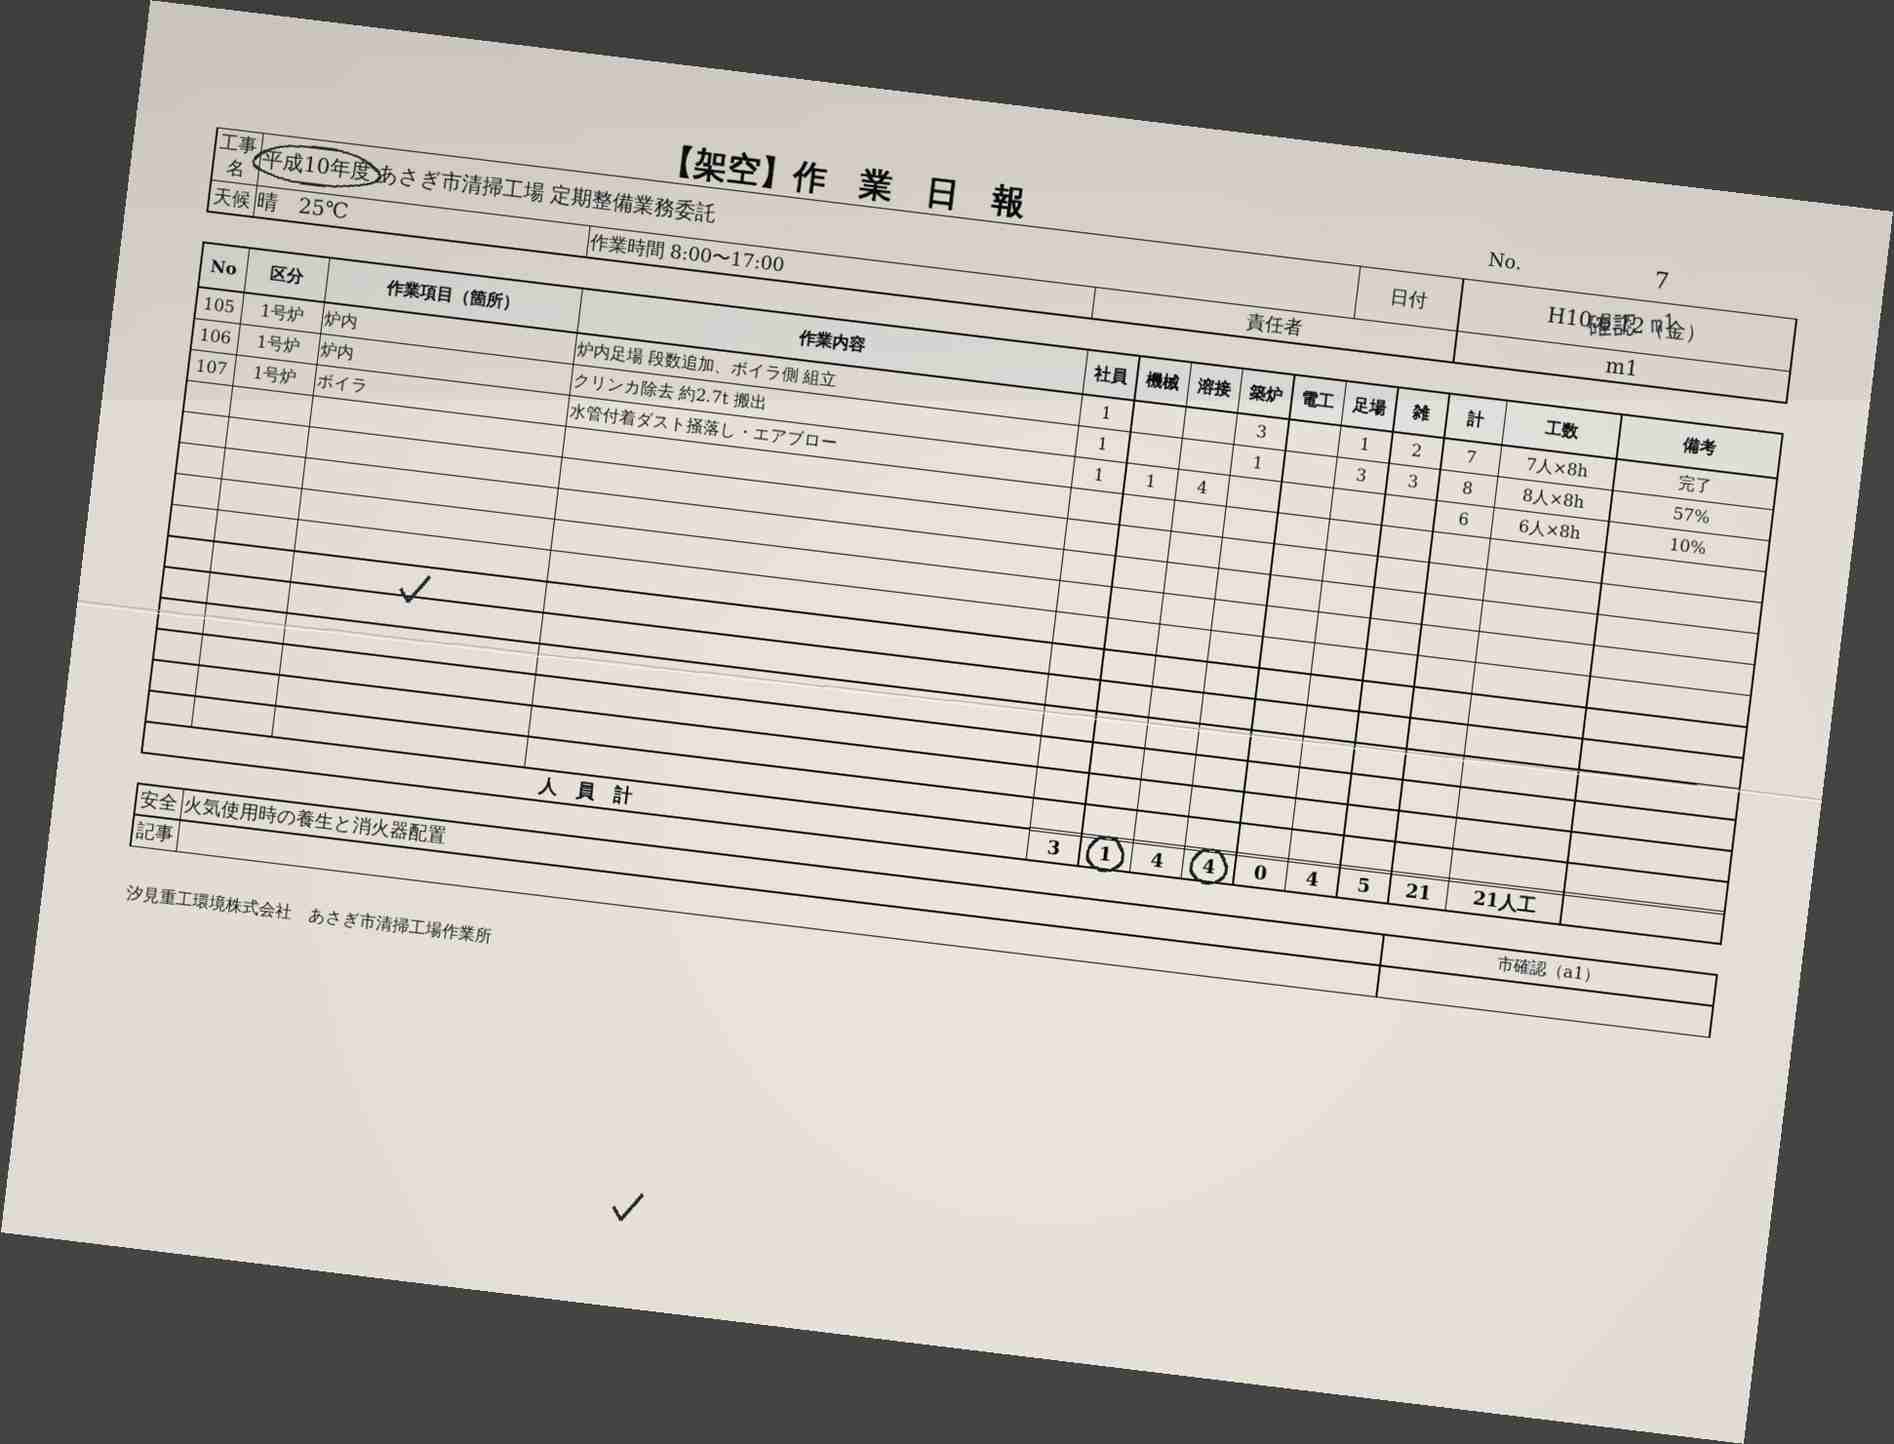 【架空】作 業 日 報
No. 7
工事名 平成10年度 あさぎ市清掃工場 定期整備業務委託 日付
天候 晴 25℃ 作業時間 8:00〜17:00 責任者 m1
No 区分 作業項目（箇所） 作業内容 社員 機械 溶接 築炉 電工 足場 雑 計 工数 備考
105 1号炉 炉内 炉内足場 段数追加、ボイラ側 組立 1 3 1 2 7 7人×8h 完了
106 1号炉 炉内 クリンカ除去 約2.7t 搬出 1 1 3 3 8 8人×8h 57%
107 1号炉 ボイラ 水管付着ダスト掻落し・エアブロー 1 1 4 6 6人×8h 10%
人 員 計 3 1 4 4 0 4 5 21 21人工
安全 火気使用時の養生と消火器配置 市確認（a1）
記事
汐見重工環境株式会社 あさぎ市清掃工場作業所